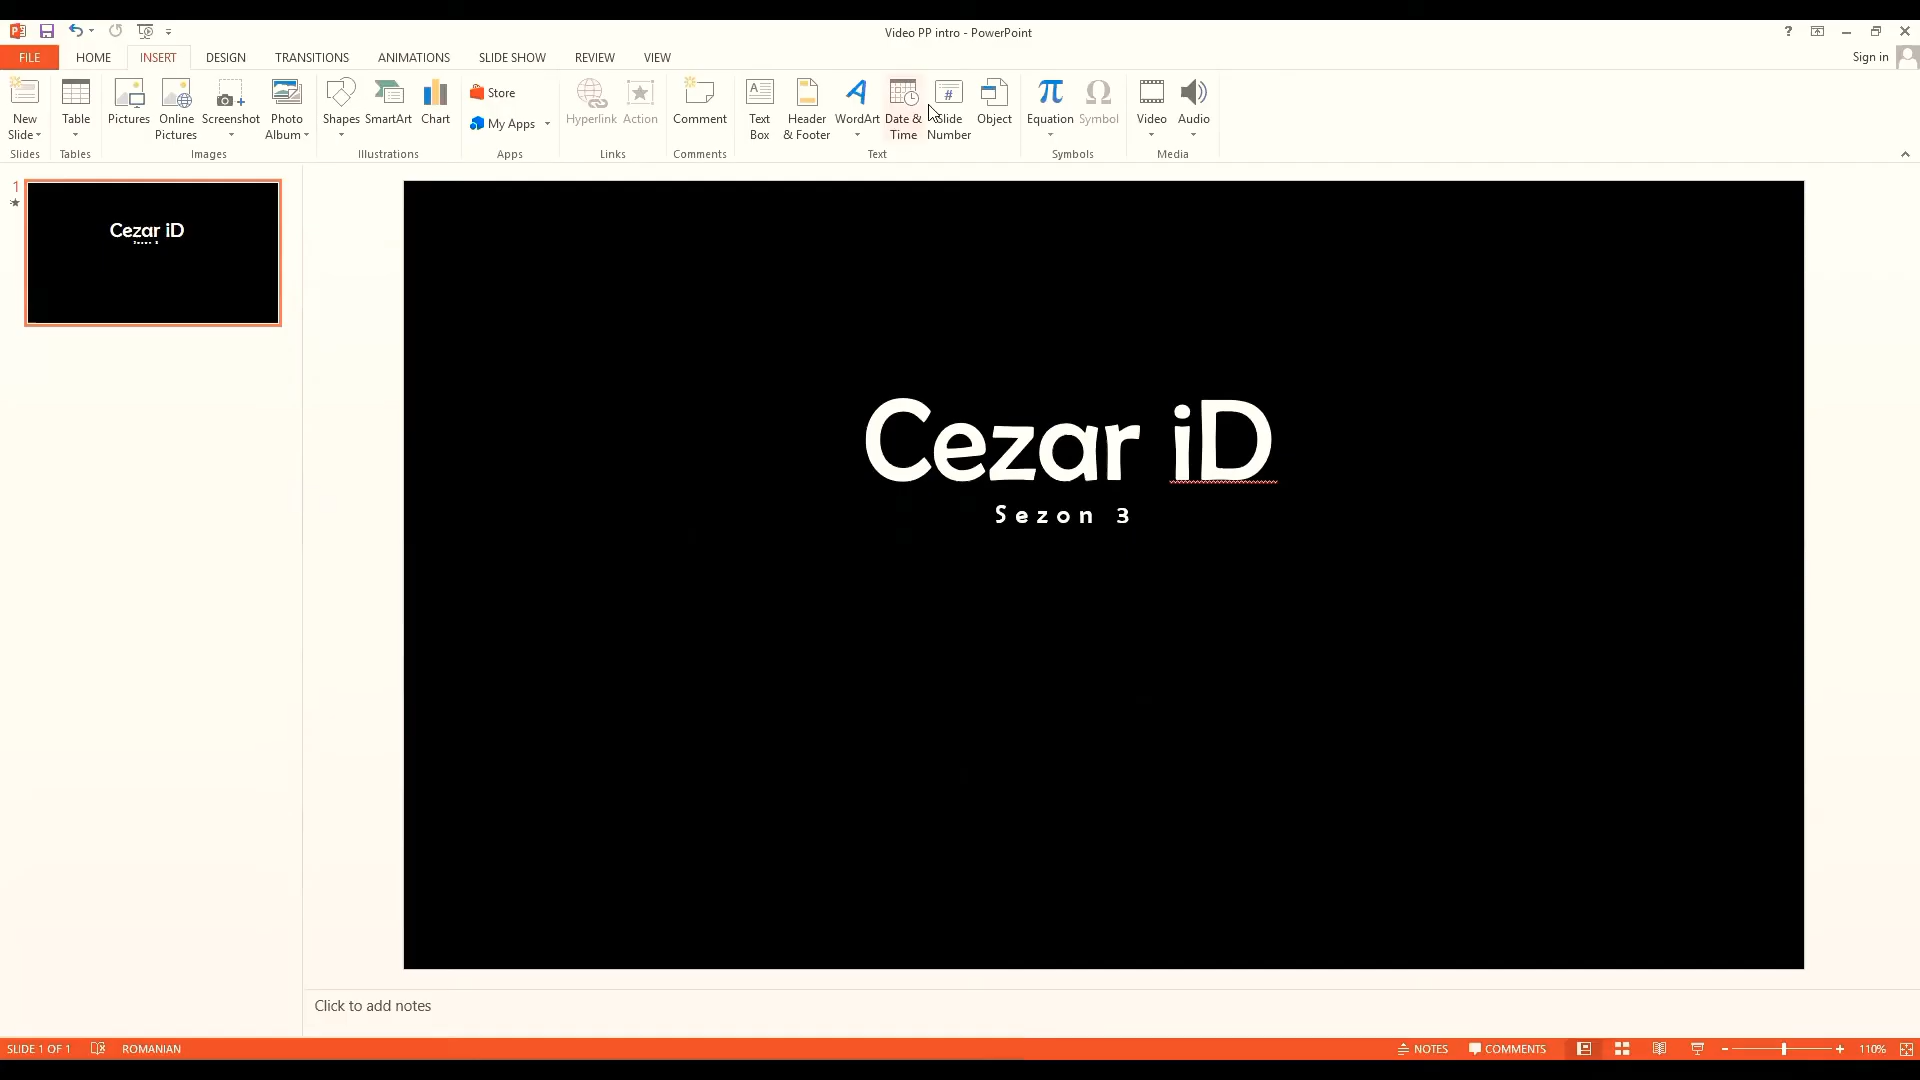 Video PP intro - PowerPoint
FILE HOME INSERT DESIGN TRANSITIONS ANIMATIONS SLIDE SHOW REVIEW VIEW Sign in
New Slide
Table
Pictures
Online Pictures
Screenshot
Photo Album
Shapes
SmartArt
Chart
Store
My Apps
Hyperlink
Action
Comment
Text Box
Header & Footer
WordArt
Date & Time
Slide Number
Object
Equation
Symbol
Video
Audio
Slides Tables Images Illustrations Apps Links Comments Text Symbols Media
1
Cezar iD
Sezon 3
Cezar iD
Sezon 3
Click to add notes
SLIDE 1 OF 1 ROMANIAN NOTES COMMENTS 110%